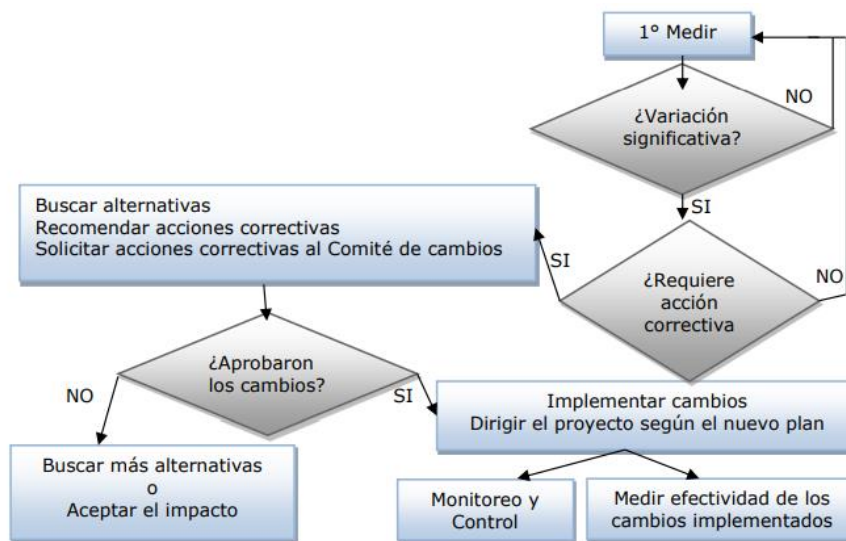 1° Medir
¿Variación
significativa?
NO
SI
¿Requiere
acción
correctiva
NO
SI
Buscar alternativas
Recomendar acciones correctivas
Solicitar acciones correctivas al Comité de cambios
¿Aprobaron
los cambios?
NO
SI
Buscar más alternativas
o
Aceptar el impacto
Implementar cambios
Dirigir el proyecto según el nuevo plan
Monitoreo y
Control
Medir efectividad de los
cambios implementados